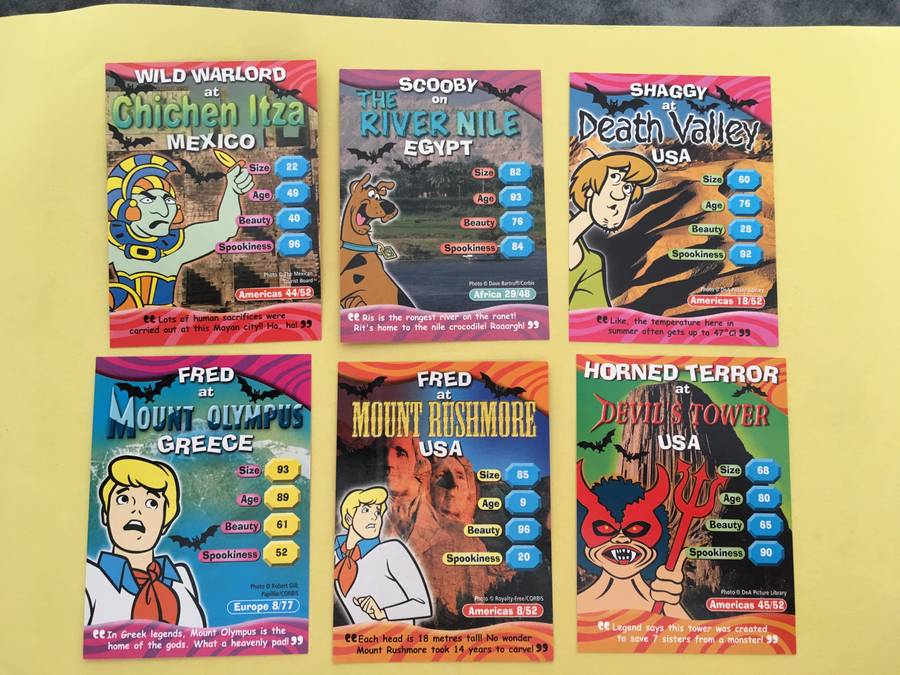 WILD WARLORD
at
Chichen Itza
MEXICO
Size 22
Age 49
Beauty 40
Spookiness 96
Photo © The Mexican
Tourist Board
Americas 44/52
❝Lots of human sacrifices were
carried out at this Mayan city!! Ho, ha!❞
SCOOBY
on
THE
RIVER NILE
EGYPT
Size 82
Age 93
Beauty 76
Spookiness 84
Photo © Dave Bartruff/Corbis
Africa 29/48
❝Ris is the rongest river on the ranet!
Rit's home to the nile crocodile! Raaargh!❞
SHAGGY
at
Death Valley
USA
Size 60
Age 76
Beauty 28
Spookiness 92
Photo © DeA Picture Library
Americas 18/52
❝Like, the temperature here in
summer often gets up to 47°C!❞
FRED
at
MOUNT OLYMPUS
GREECE
Size 93
Age 89
Beauty 61
Spookiness 52
Photo © Robert Gill;
Papilio/CORBIS
Europe 8/77
❝In Greek legends, Mount Olympus is the
home of the gods. What a heavenly pad!❞
FRED
at
MOUNT RUSHMORE
USA
Size 85
Age 9
Beauty 96
Spookiness 20
Photo © Royalty-Free/CORBIS
Americas 8/52
❝Each head is 18 metres tall! No wonder
Mount Rushmore took 14 years to carve!❞
HORNED TERROR
at
DEVIL'S TOWER
USA
Size 68
Age 80
Beauty 65
Spookiness 90
Photo © DeA Picture Library
Americas 45/52
❝Legend says this tower was created
to save 7 sisters from a monster!❞